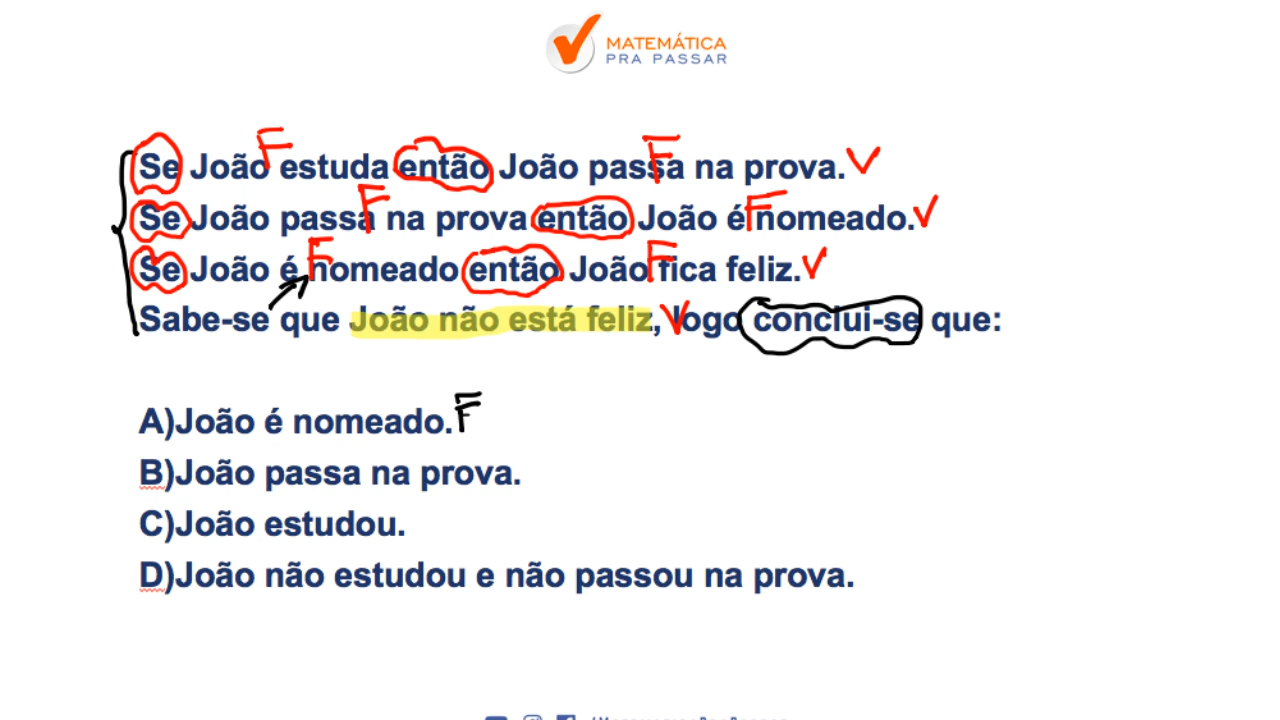 MATEMÁTICA
PRA PASSAR
Se João F estuda então João passa F na prova. V
Se João passa F na prova então João é F nomeado. V
Se João é F nomeado então João F fica feliz. V
Sabe-se que João não está feliz, V logo conclui-se que:
A)João é nomeado. F
B)João passa na prova.
C)João estudou.
D)João não estudou e não passou na prova.